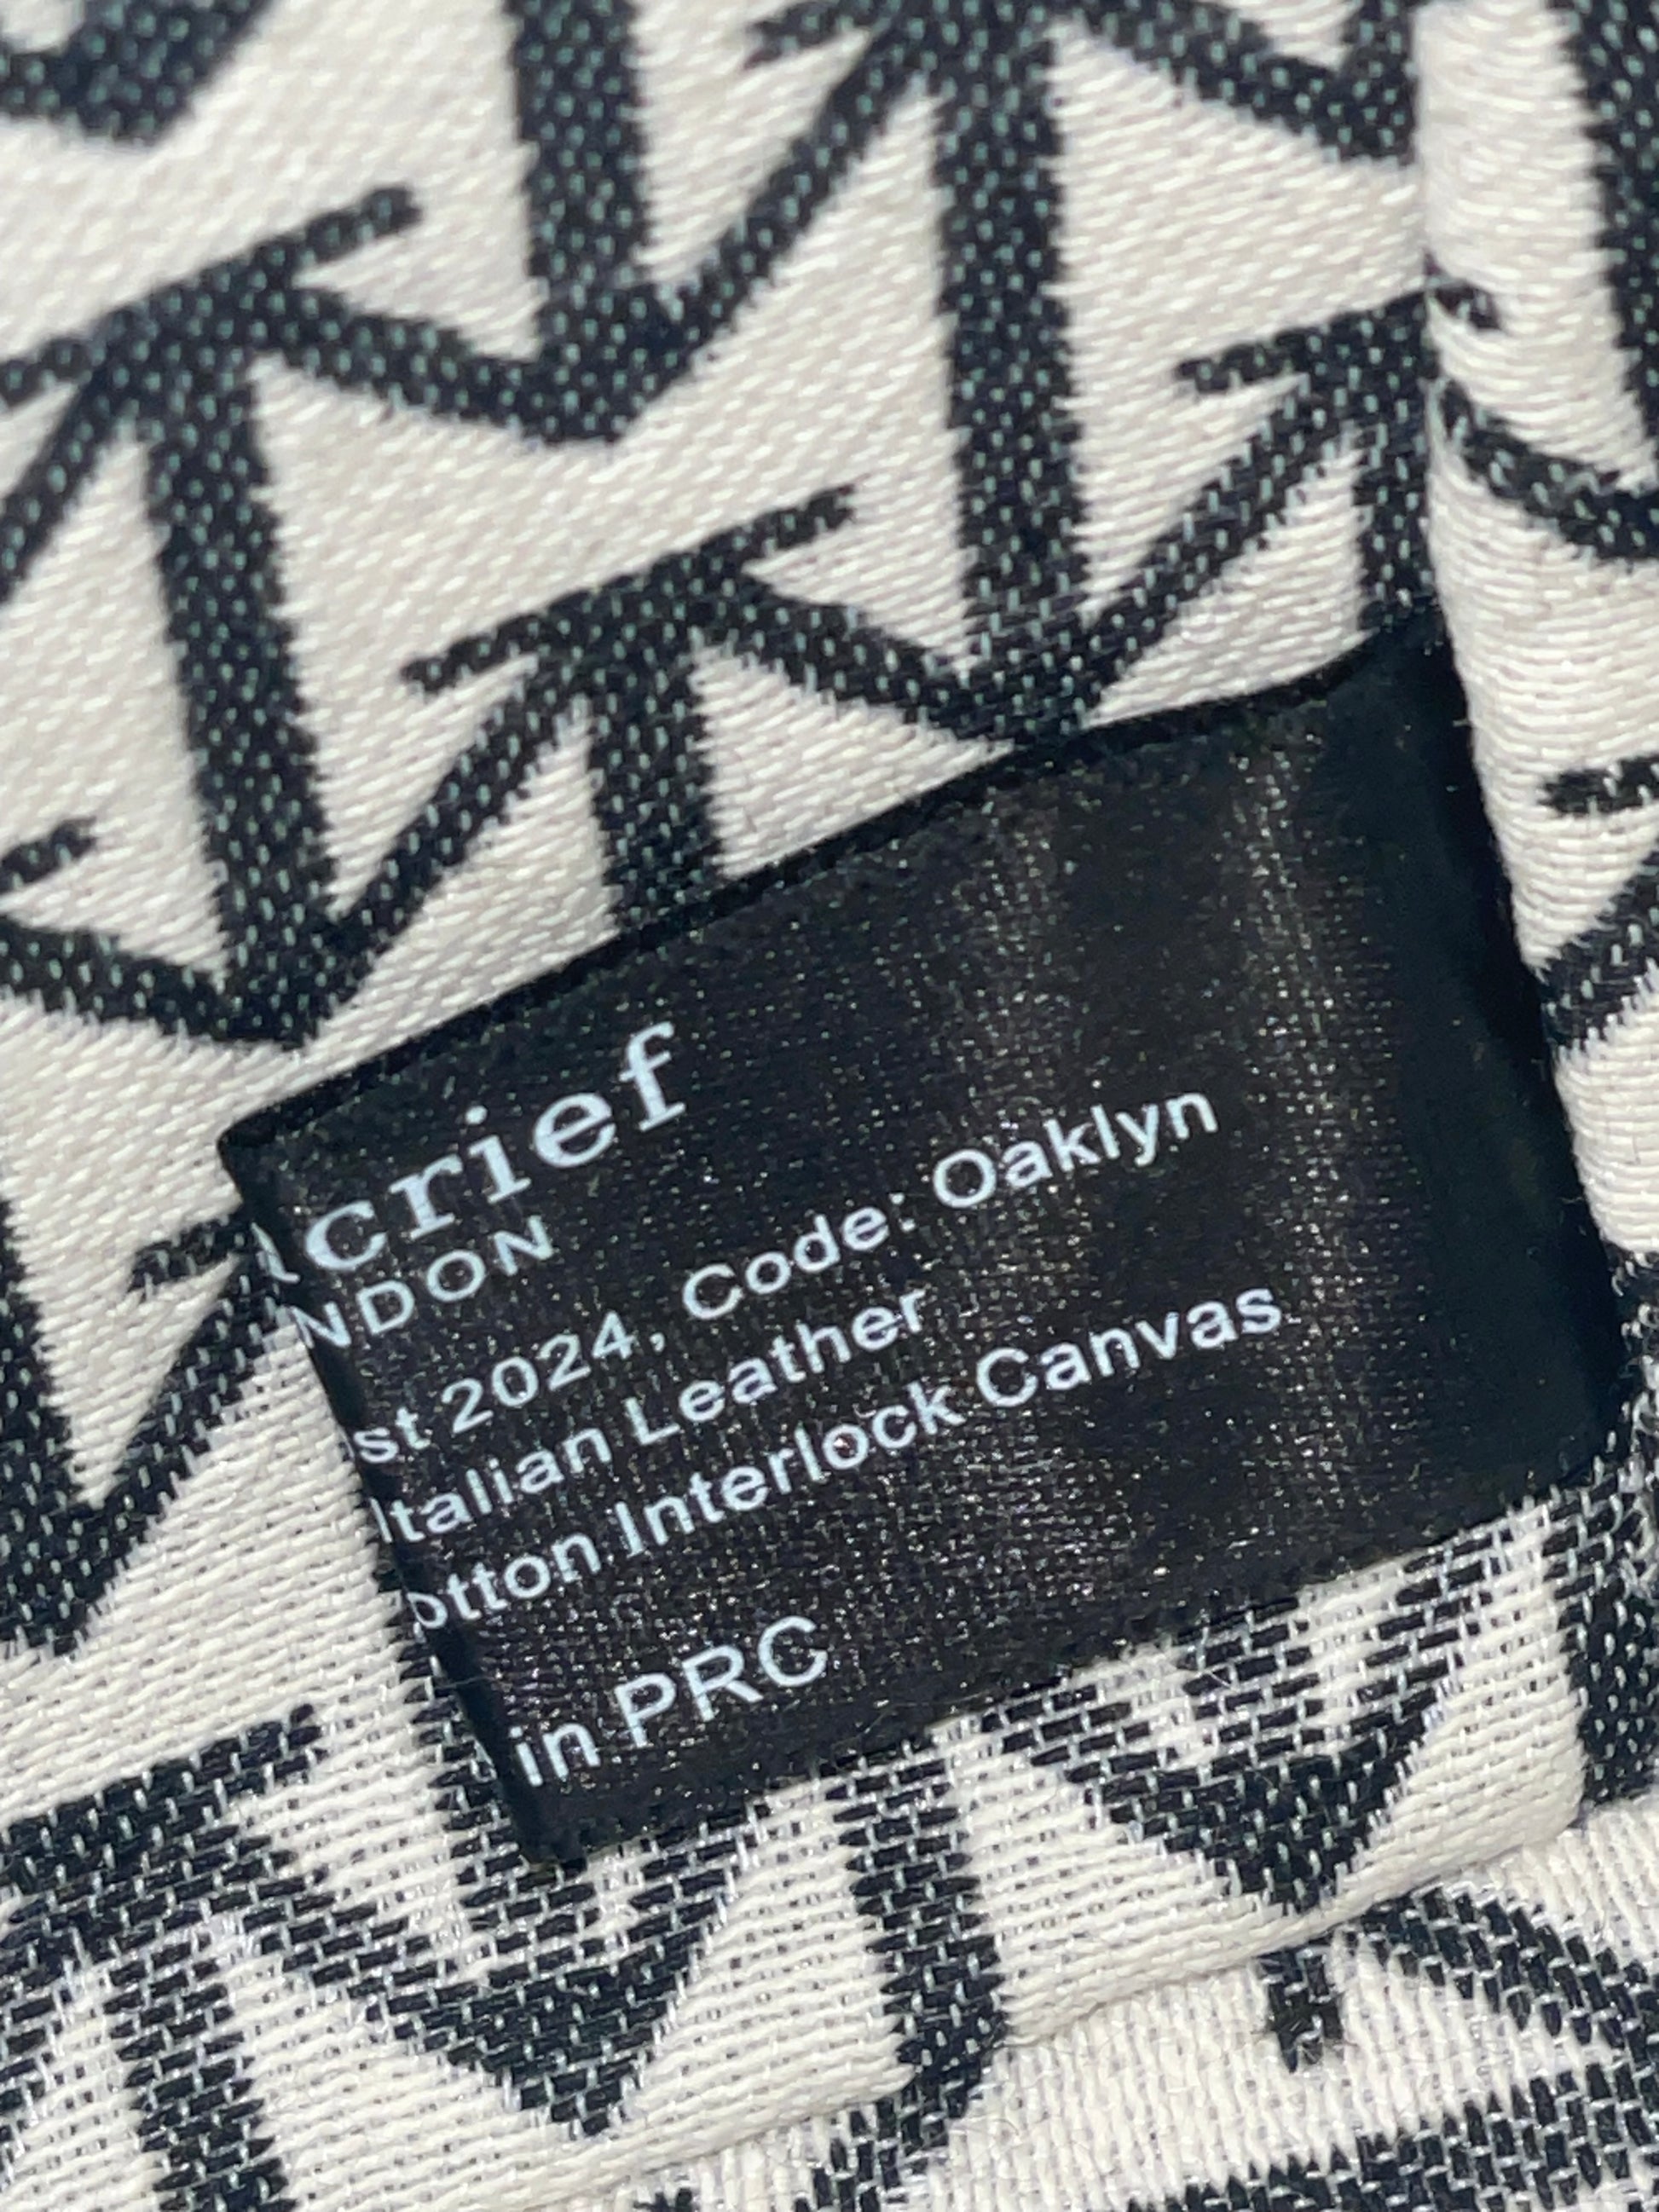 crief
NDON
st 2024, Code: Oaklyn
Italian Leather
otton Interlock Canvas
in PRC